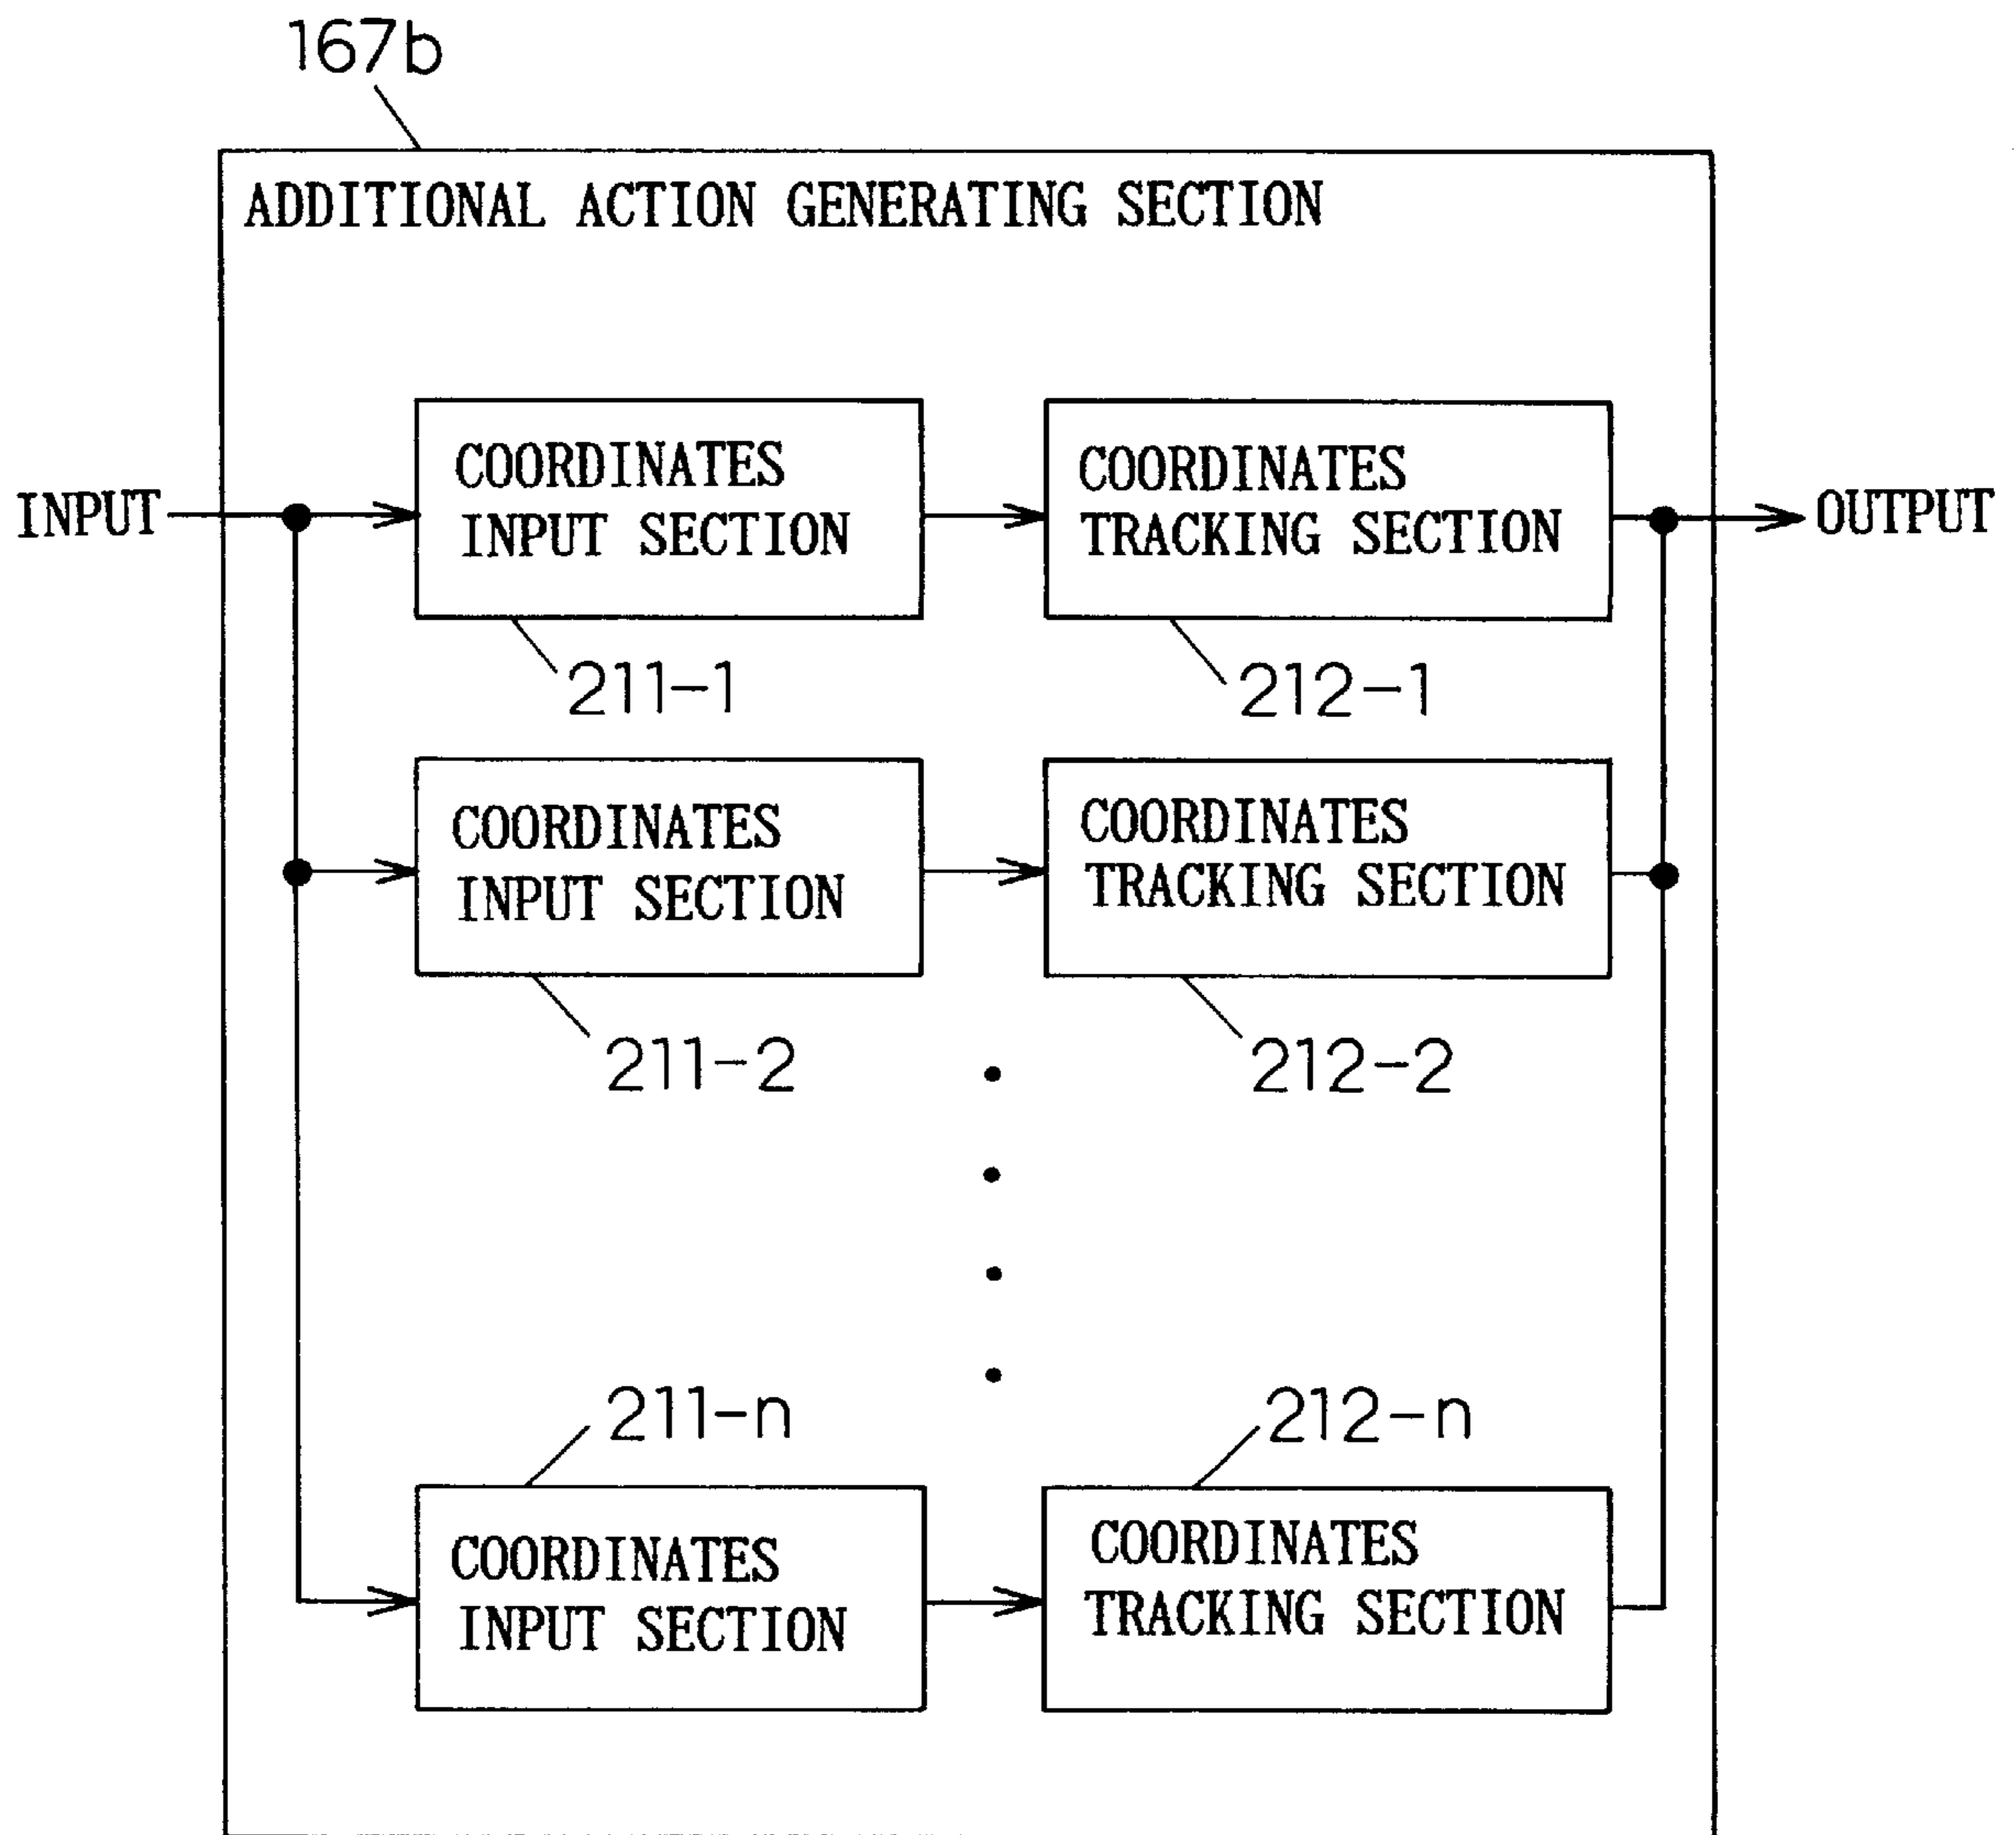 167b
ADDITIONAL ACTION GENERATING SECTION
INPUT
COORDINATES
INPUT SECTION
COORDINATES
TRACKING SECTION
OUTPUT
211-1
212-1
COORDINATES
INPUT SECTION
COORDINATES
TRACKING SECTION
211-2
212-2
211-n
212-n
COORDINATES
INPUT SECTION
COORDINATES
TRACKING SECTION